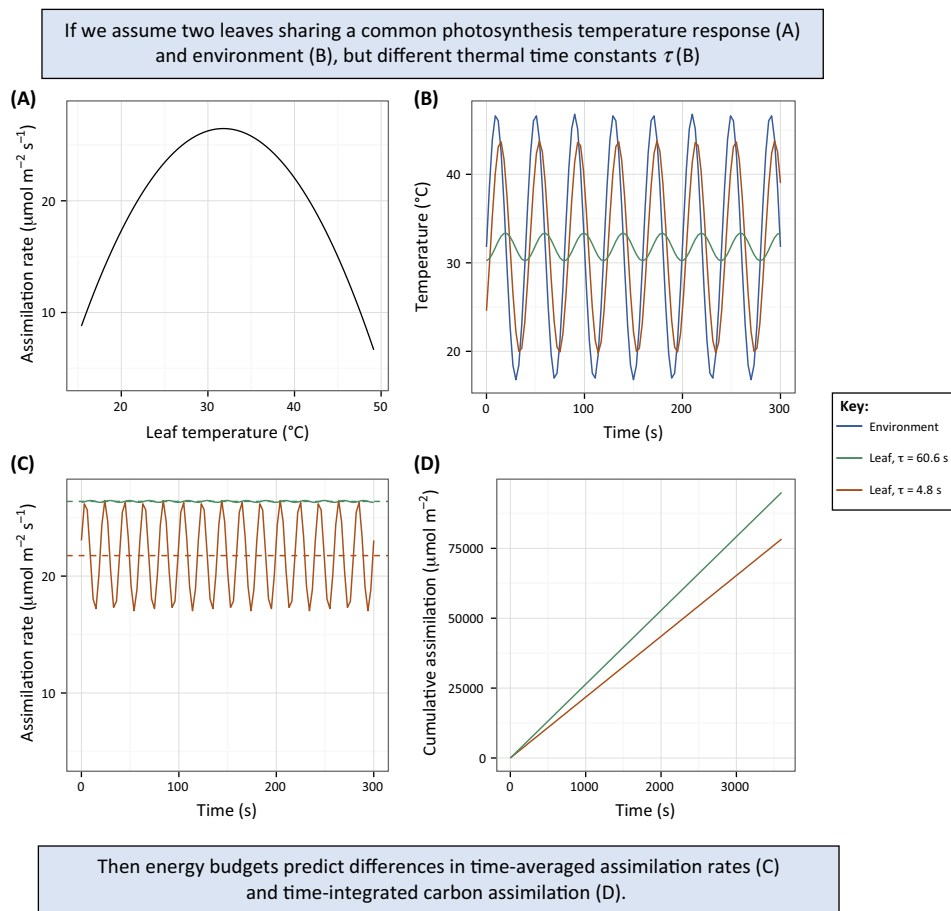 If we assume two leaves sharing a common photosynthesis temperature response (A)
and environment (B), but different thermal time constants τ(B)
(A)
Assimilation rate (μmol m⁻² s⁻¹)
20
10
20
30
40
50
Leaf temperature (°C)
(B)
Temperature (°C)
40
30
20
0
100
200
300
Time (s)
Key:
Environment
Leaf, τ = 60.6 s
Leaf, τ = 4.8 s
(C)
Assimilation rate (μmol m⁻² s⁻¹)
20
10
0
100
200
300
Time (s)
(D)
Cumulative assimilation (μmol m⁻²)
75000
50000
25000
0
0
1000
2000
3000
Time (s)
Then energy budgets predict differences in time-averaged assimilation rates (C)
and time-integrated carbon assimilation (D).